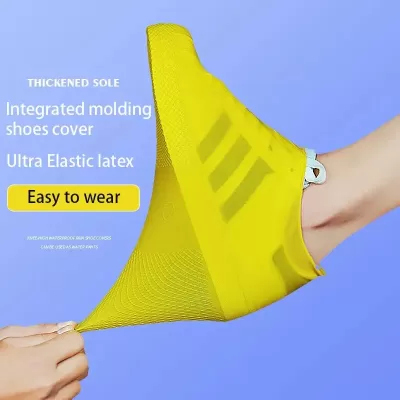 THICKENED SOLE
Integrated molding
shoes cover
Ultra Elastic latex
Easy to wear